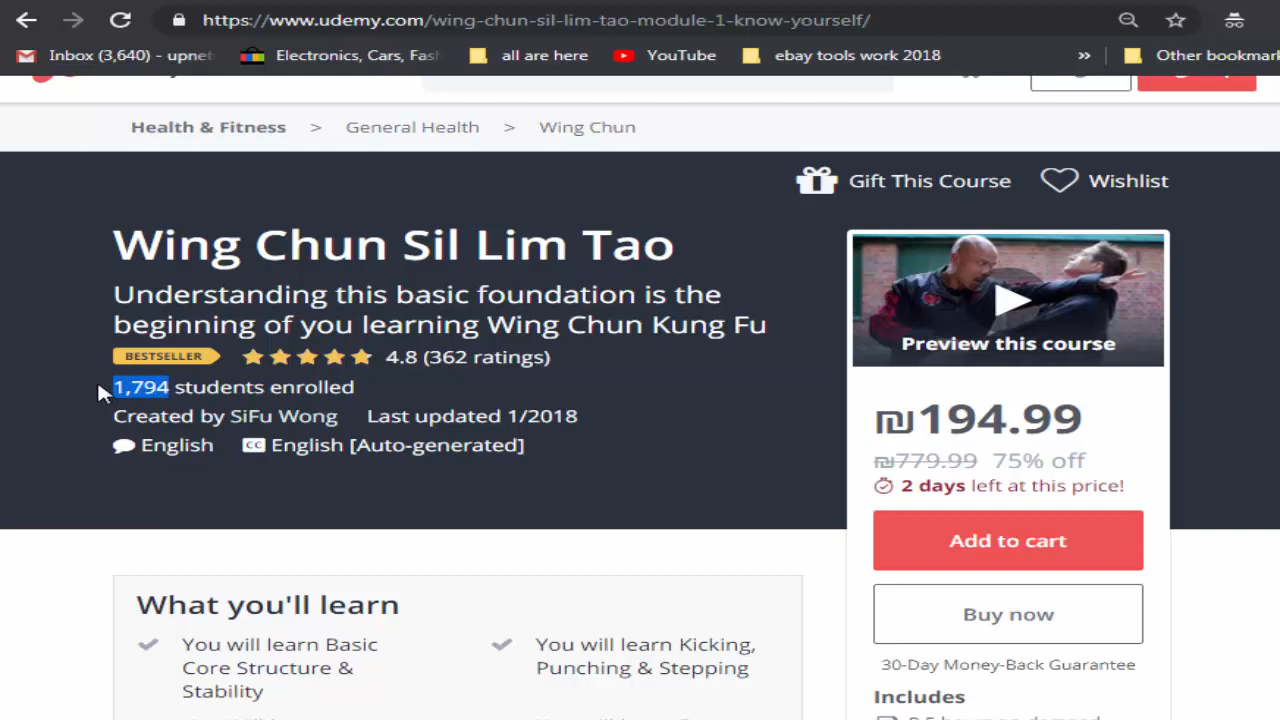 https://www.udemy.com/wing-chun-sil-lim-tao-module-1-know-yourself/
Inbox (3,640) - upnet
Electronics, Cars, Fash
all are here
YouTube
ebay tools work 2018
»
Other bookmar
Health & Fitness > General Health > Wing Chun
Gift This Course
Wishlist
Wing Chun Sil Lim Tao
Understanding this basic foundation is the
beginning of you learning Wing Chun Kung Fu
BESTSELLER 4.8 (362 ratings)
1,794 students enrolled
Created by SiFu Wong Last updated 1/2018
English CC English [Auto-generated]
Preview this course
₪194.99
₪779.99 75% off
2 days left at this price!
Add to cart
Buy now
30-Day Money-Back Guarantee
Includes
What you'll learn
You will learn Basic
Core Structure &
Stability
You will learn Kicking,
Punching & Stepping